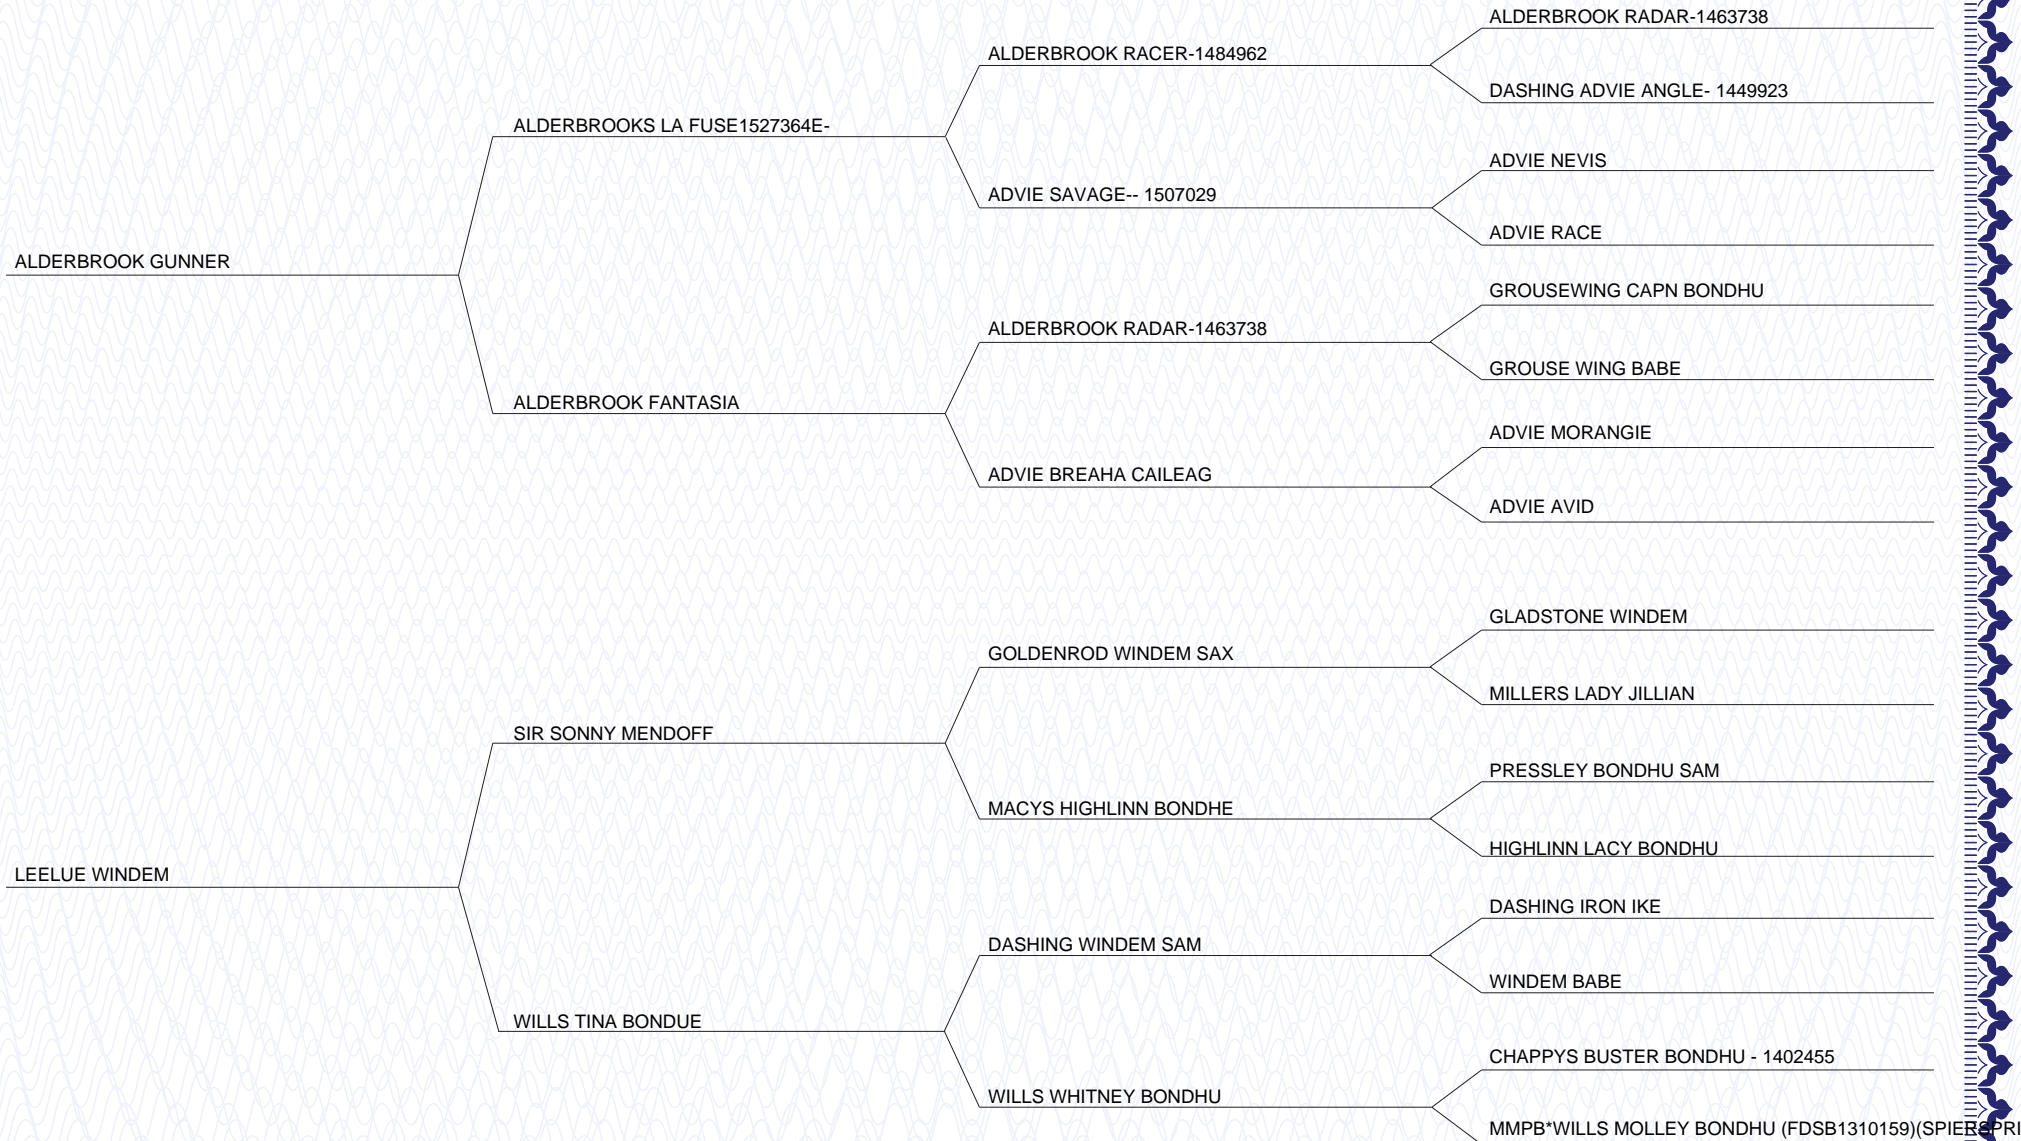 ALDERBROOK RADAR-1463738
ALDERBROOK RACER-1484962
DASHING ADVIE ANGLE- 1449923
ALDERBROOKS LA FUSE1527364E-
ADVIE NEVIS
ADVIE SAVAGE-- 1507029
ADVIE RACE
ALDERBROOK GUNNER
GROUSEWING CAPN BONDHU
ALDERBROOK RADAR-1463738
GROUSE WING BABE
ALDERBROOK FANTASIA
ADVIE MORANGIE
ADVIE BREAHA CAILEAG
ADVIE AVID
GLADSTONE WINDEM
GOLDENROD WINDEM SAX
MILLERS LADY JILLIAN
SIR SONNY MENDOFF
PRESSLEY BONDHU SAM
MACYS HIGHLINN BONDHE
HIGHLINN LACY BONDHU
LEELUE WINDEM
DASHING IRON IKE
DASHING WINDEM SAM
WINDEM BABE
WILLS TINA BONDUE
CHAPPYS BUSTER BONDHU - 1402455
WILLS WHITNEY BONDHU
MMPB*WILLS MOLLEY BONDHU (FDSB1310159)(SPIERSPRI